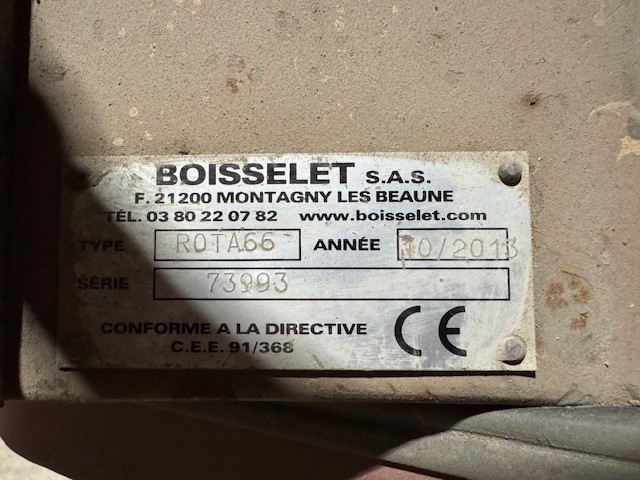 BOISSELET S.A.S.
F. 21200 MONTAGNY LES BEAUNE
TÉL. 03 80 22 07 82 www.boisselet.com
TYPE ROTA66 ANNÉE 10/2013
SÉRIE 73993
CONFORME A LA DIRECTIVE
C.E.E. 91/368
CE